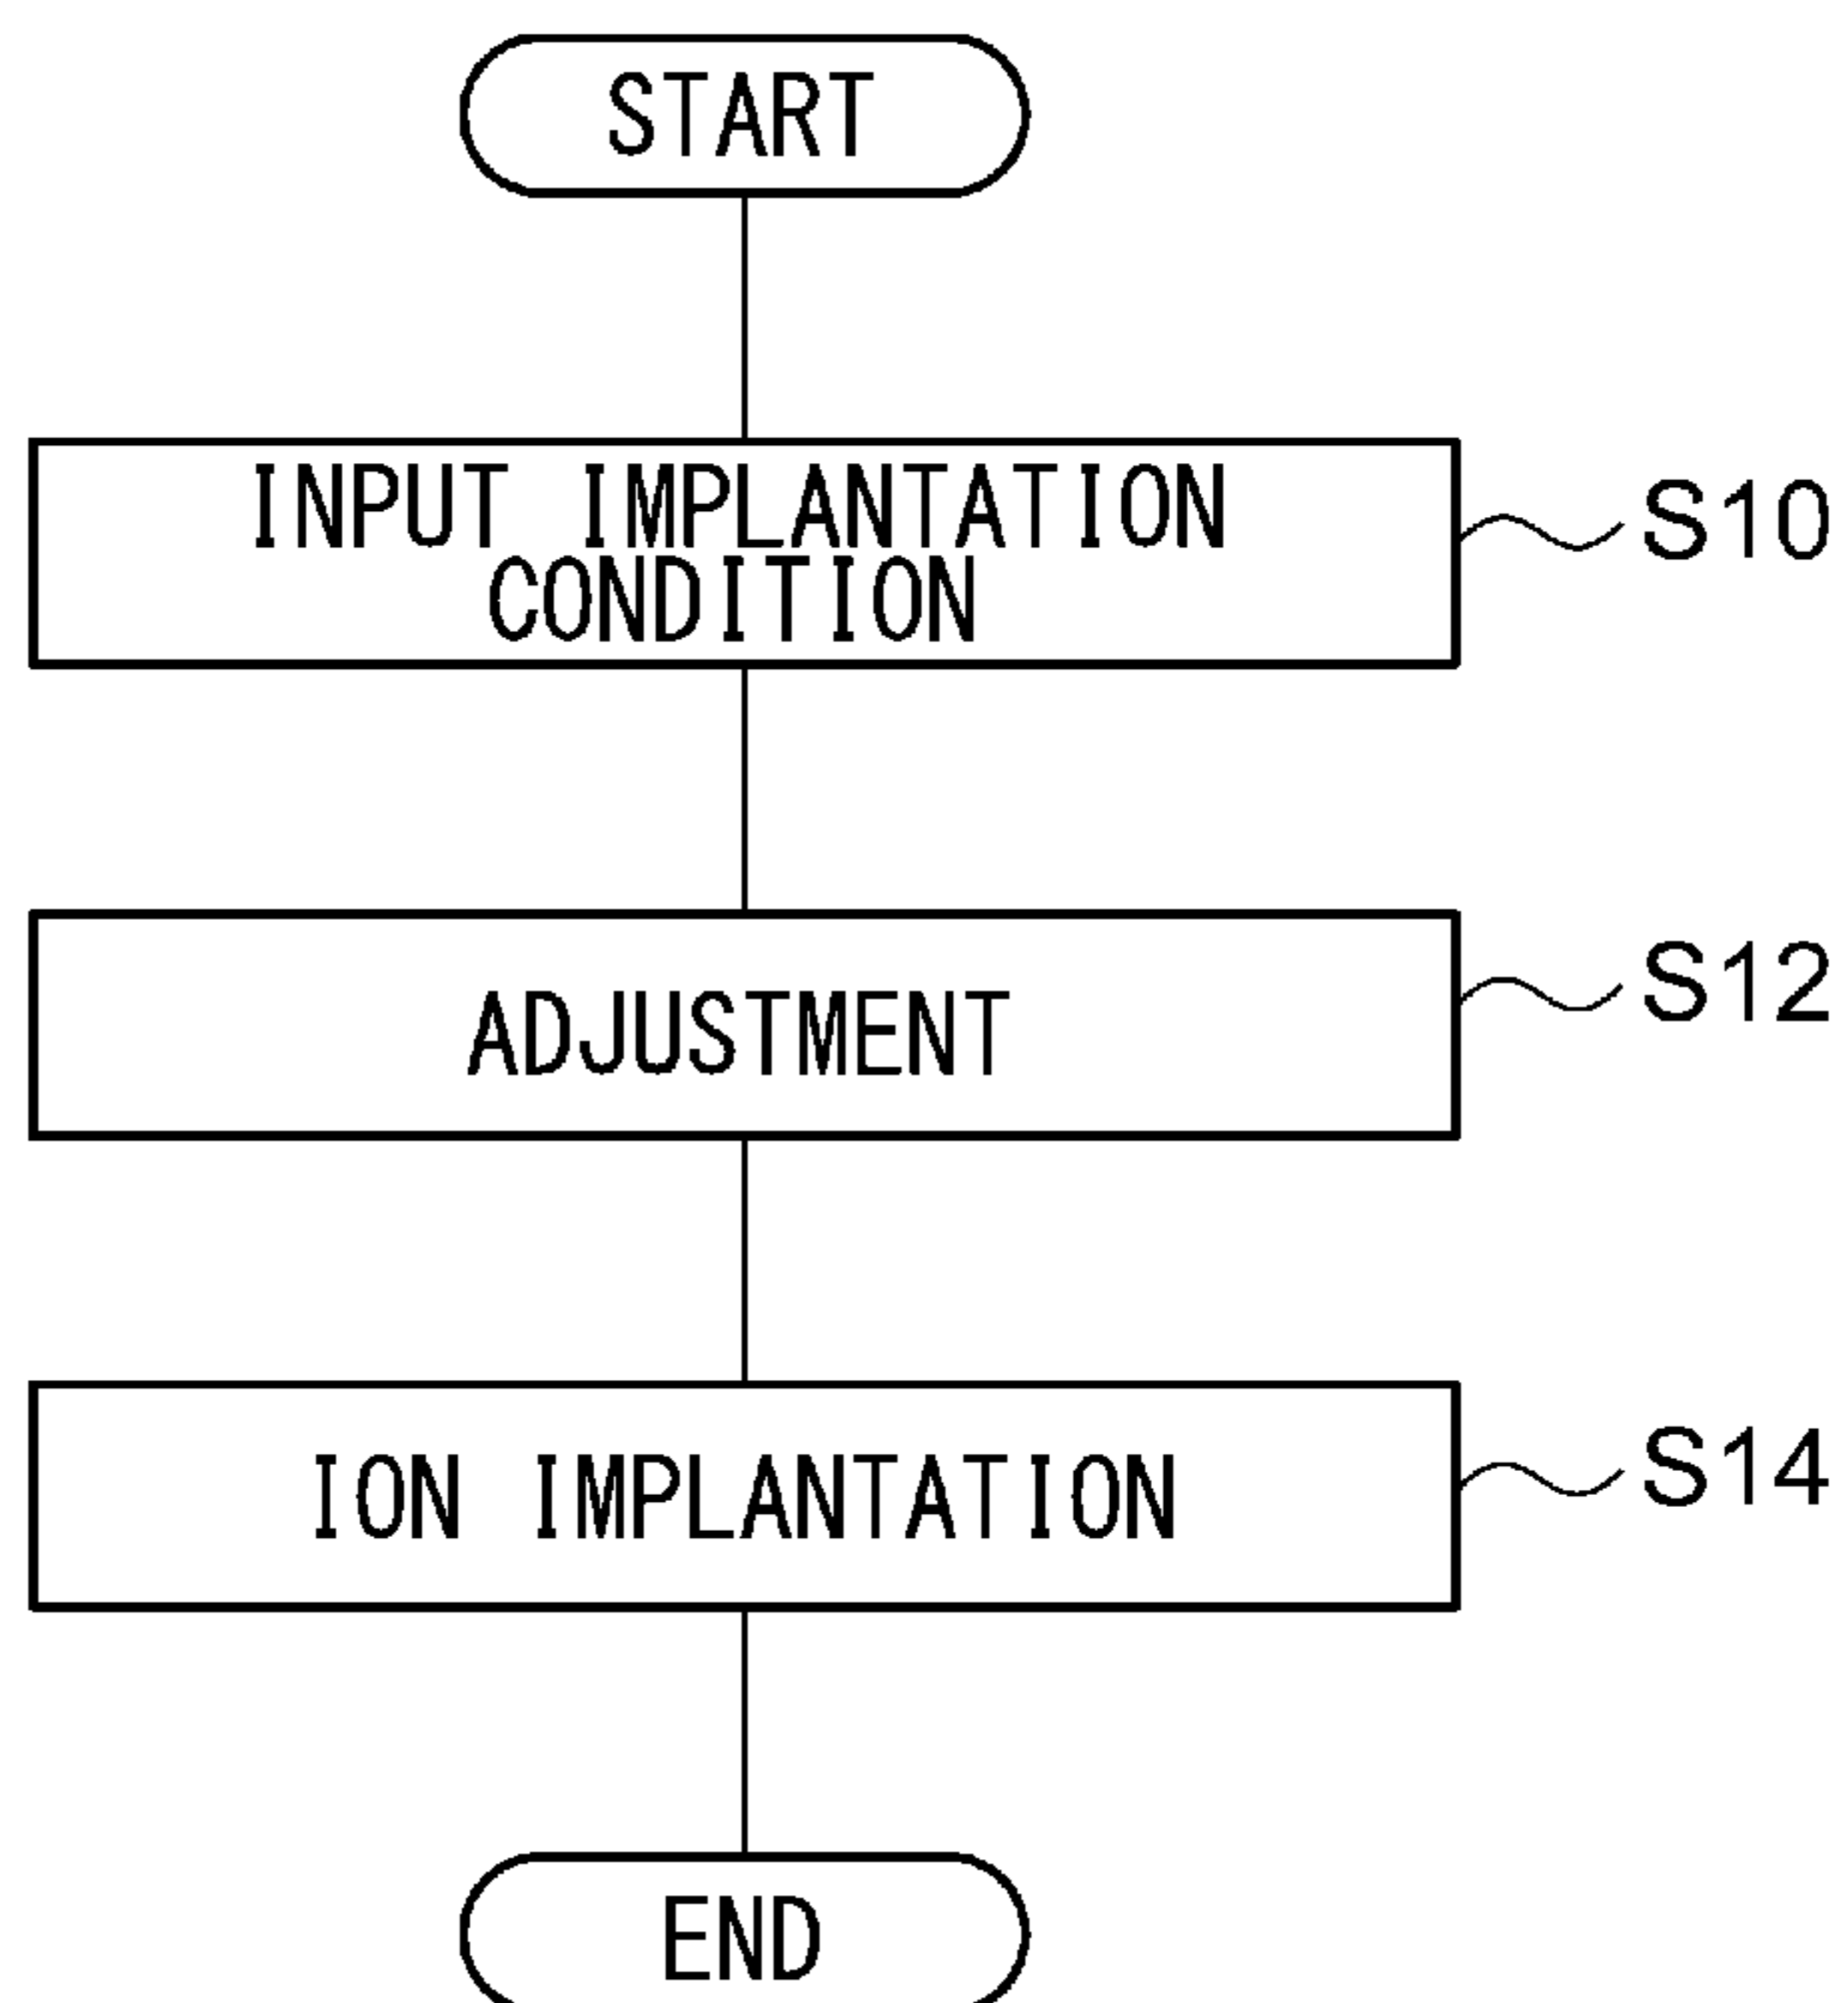 START
INPUT IMPLANTATION
CONDITION
S10
ADJUSTMENT
S12
ION IMPLANTATION
S14
END